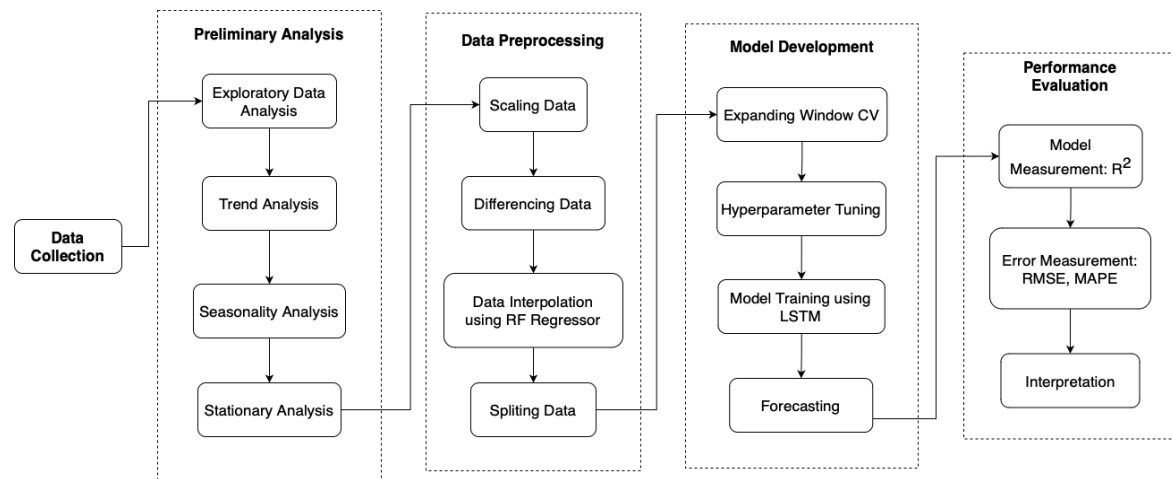 Data
Collection
Preliminary Analysis
Exploratory Data
Analysis
Trend Analysis
Seasonality Analysis
Stationary Analysis
Data Preprocessing
Scaling Data
Differencing Data
Data Interpolation
using RF Regressor
Spliting Data
Model Development
Expanding Window CV
Hyperparameter Tuning
Model Training using
LSTM
Forecasting
Performance
Evaluation
Model
Measurement: R²
Error Measurement:
RMSE, MAPE
Interpretation